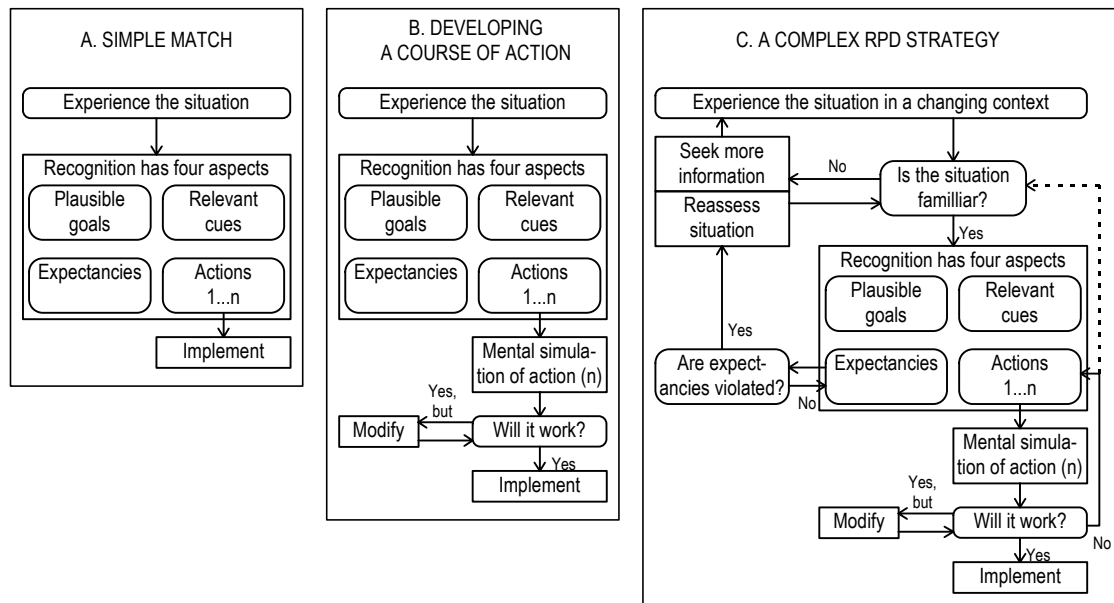 A. SIMPLE MATCH
Experience the situation
Recognition has four aspects
Plausible
goals
Relevant
cues
Expectancies
Actions
1...n
Implement
B. DEVELOPING
A COURSE OF ACTION
Experience the situation
Recognition has four aspects
Plausible
goals
Relevant
cues
Expectancies
Actions
1...n
Mental simula-
tion of action (n)
Yes,
but
Modify
Will it work?
Yes
Implement
C. A COMPLEX RPD STRATEGY
Experience the situation in a changing context
Seek more
information
No
Is the situation
familliar?
Reassess
situation
Yes
Recognition has four aspects
Plausible
goals
Relevant
cues
Yes
Are expect-
ancies violated?
No
Expectancies
Actions
1...n
Mental simula-
tion of action (n)
Yes,
but
Modify
Will it work?
No
Yes
Implement